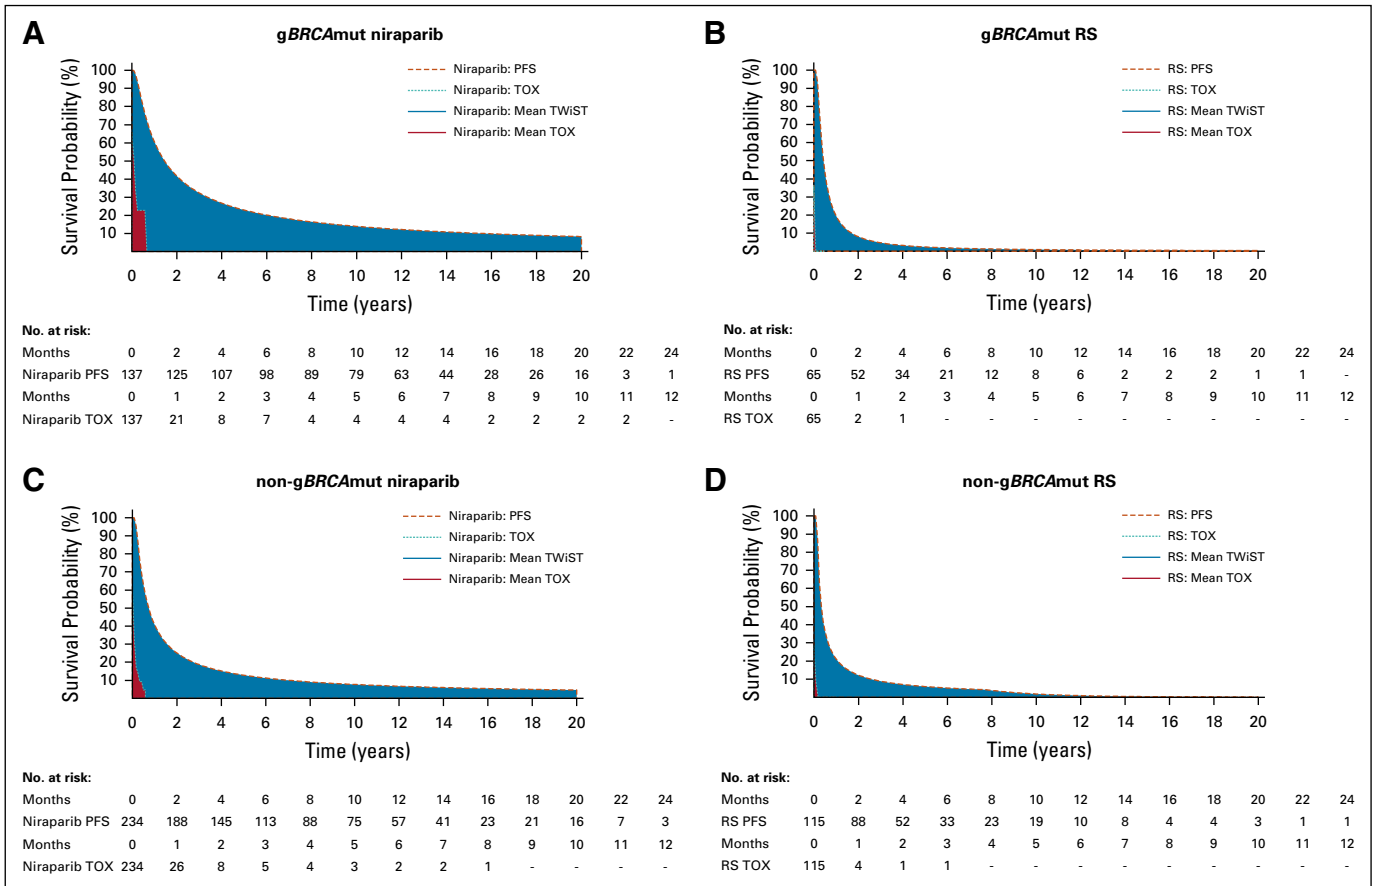 A
gBRCAmut niraparib
Survival Probability (%)
100
90
80
70
60
50
40
30
20
10
Niraparib: PFS
Niraparib: TOX
Niraparib: Mean TWiST
Niraparib: Mean TOX
0 2 4 6 8 10 12 14 16 18 20
Time (years)
No. at risk:
Months 0 2 4 6 8 10 12 14 16 18 20 22 24
Niraparib PFS 137 125 107 98 89 79 63 44 28 26 16 3 1
Months 0 1 2 3 4 5 6 7 8 9 10 11 12
Niraparib TOX 137 21 8 7 4 4 4 4 2 2 2 2 -
B
gBRCAmut RS
Survival Probability (%)
100
90
80
70
60
50
40
30
20
10
RS: PFS
RS: TOX
RS: Mean TWiST
RS: Mean TOX
0 2 4 6 8 10 12 14 16 18 20
Time (years)
No. at risk:
Months 0 2 4 6 8 10 12 14 16 18 20 22 24
RS PFS 65 52 34 21 12 8 6 2 2 2 1 1 -
Months 0 1 2 3 4 5 6 7 8 9 10 11 12
RS TOX 65 2 1 - - - - - - - - - -
C
non-gBRCAmut niraparib
Survival Probability (%)
100
90
80
70
60
50
40
30
20
10
Niraparib: PFS
Niraparib: TOX
Niraparib: Mean TWiST
Niraparib: Mean TOX
0 2 4 6 8 10 12 14 16 18 20
Time (years)
No. at risk:
Months 0 2 4 6 8 10 12 14 16 18 20 22 24
Niraparib PFS 234 188 145 113 88 75 57 41 23 21 16 7 3
Months 0 1 2 3 4 5 6 7 8 9 10 11 12
Niraparib TOX 234 26 8 5 4 3 2 2 1 - - - -
D
non-gBRCAmut RS
Survival Probability (%)
100
90
80
70
60
50
40
30
20
10
RS: PFS
RS: TOX
RS: Mean TWiST
RS: Mean TOX
0 2 4 6 8 10 12 14 16 18 20
Time (years)
No. at risk:
Months 0 2 4 6 8 10 12 14 16 18 20 22 24
RS PFS 115 88 52 33 23 19 10 8 4 4 3 1 1
Months 0 1 2 3 4 5 6 7 8 9 10 11 12
RS TOX 115 4 1 1 - - - - - - - - -